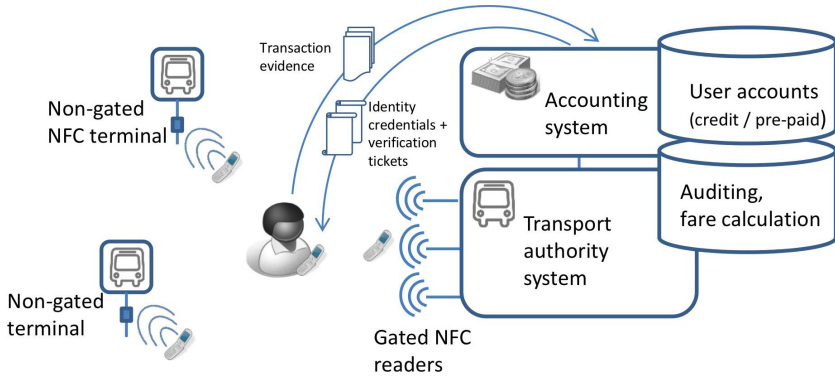 Transaction
evidence
Identity
credentials +
verification
tickets
Non-gated
NFC terminal
Accounting
system
User accounts
(credit / pre-paid)
Auditing,
fare calculation
Transport
authority
system
Non-gated
terminal
Gated NFC
readers